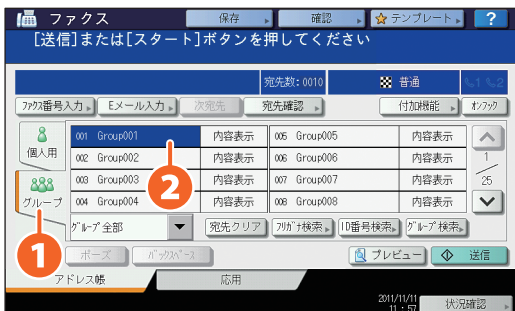 ファクス 保存 確認 テンプレート ?
[送信]または[スタート]ボタンを押してください
宛先数: 0010 普通 1 2
ファクス番号入力 Eメール入力 次宛先 宛先確認 付加機能 オンフック
個人用
グループ
001 Group001 内容表示 005 Group005 内容表示
002 Group002 内容表示 006 Group006 内容表示
003 Group003 内容表示 007 Group007 内容表示
004 Group004 内容表示 008 Group008 内容表示
1
25
グループ全部 宛先クリア フリガナ検索 ID番号検索 グループ検索
ポーズ バックスペース プレビュー 送信
アドレス帳 応用
2011/11/11
11 : 57
状況確認
1
2